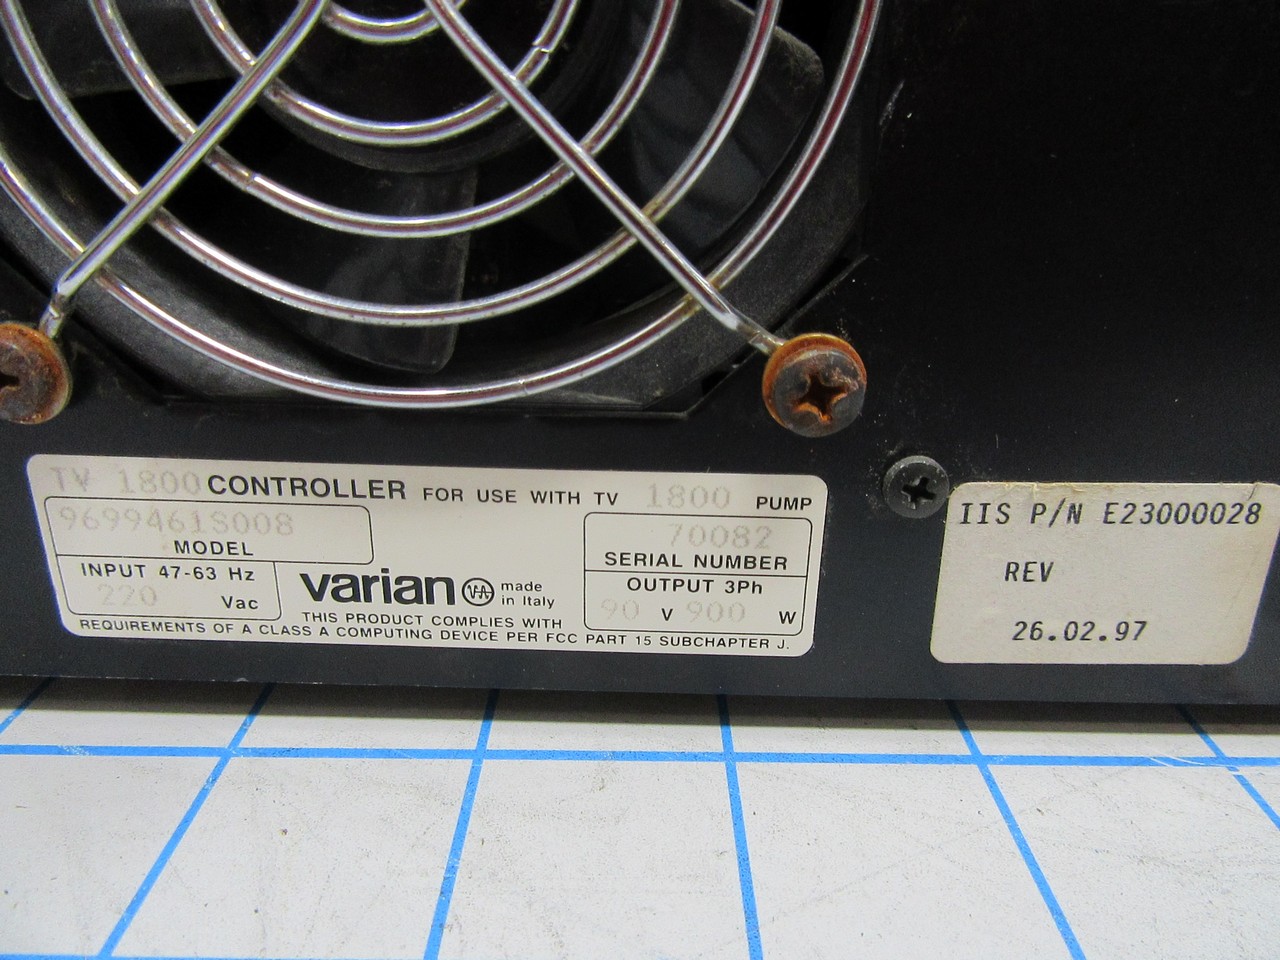 TV 1800 CONTROLLER FOR USE WITH TV 1800 PUMP
9699461S008
MODEL
INPUT 47-63 Hz
220 Vac
varian
made
in Italy
70082
SERIAL NUMBER
OUTPUT 3Ph
90 V 900 W
THIS PRODUCT COMPLIES WITH
REQUIREMENTS OF A CLASS A COMPUTING DEVICE PER FCC PART 15 SUBCHAPTER J.
IIS P/N E23000028
REV
26.02.97